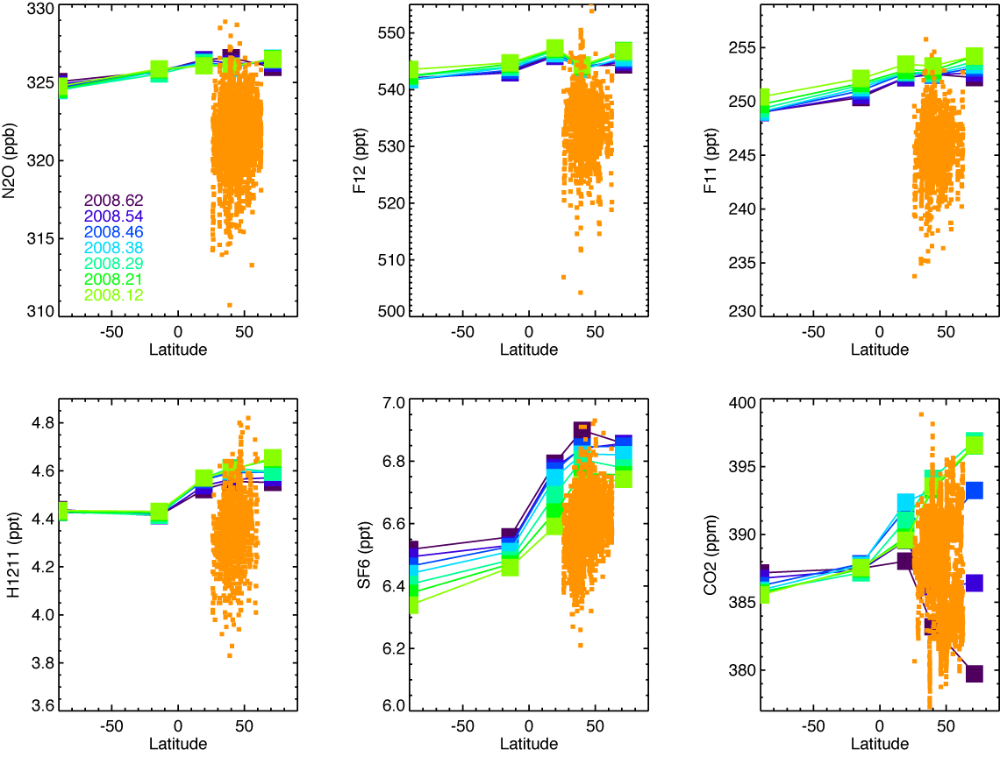 330
325
320
315
310
N2O (ppb)
2008.62
2008.54
2008.46
2008.38
2008.29
2008.21
2008.12
-50 0 50
Latitude
550
540
530
520
510
500
F12 (ppt)
-50 0 50
Latitude
255
250
245
240
235
230
F11 (ppt)
-50 0 50
Latitude
4.8
4.6
4.4
4.2
4.0
3.8
3.6
H1211 (ppt)
-50 0 50
Latitude
7.0
6.8
6.6
6.4
6.2
6.0
SF6 (ppt)
-50 0 50
Latitude
400
395
390
385
380
CO2 (ppm)
-50 0 50
Latitude